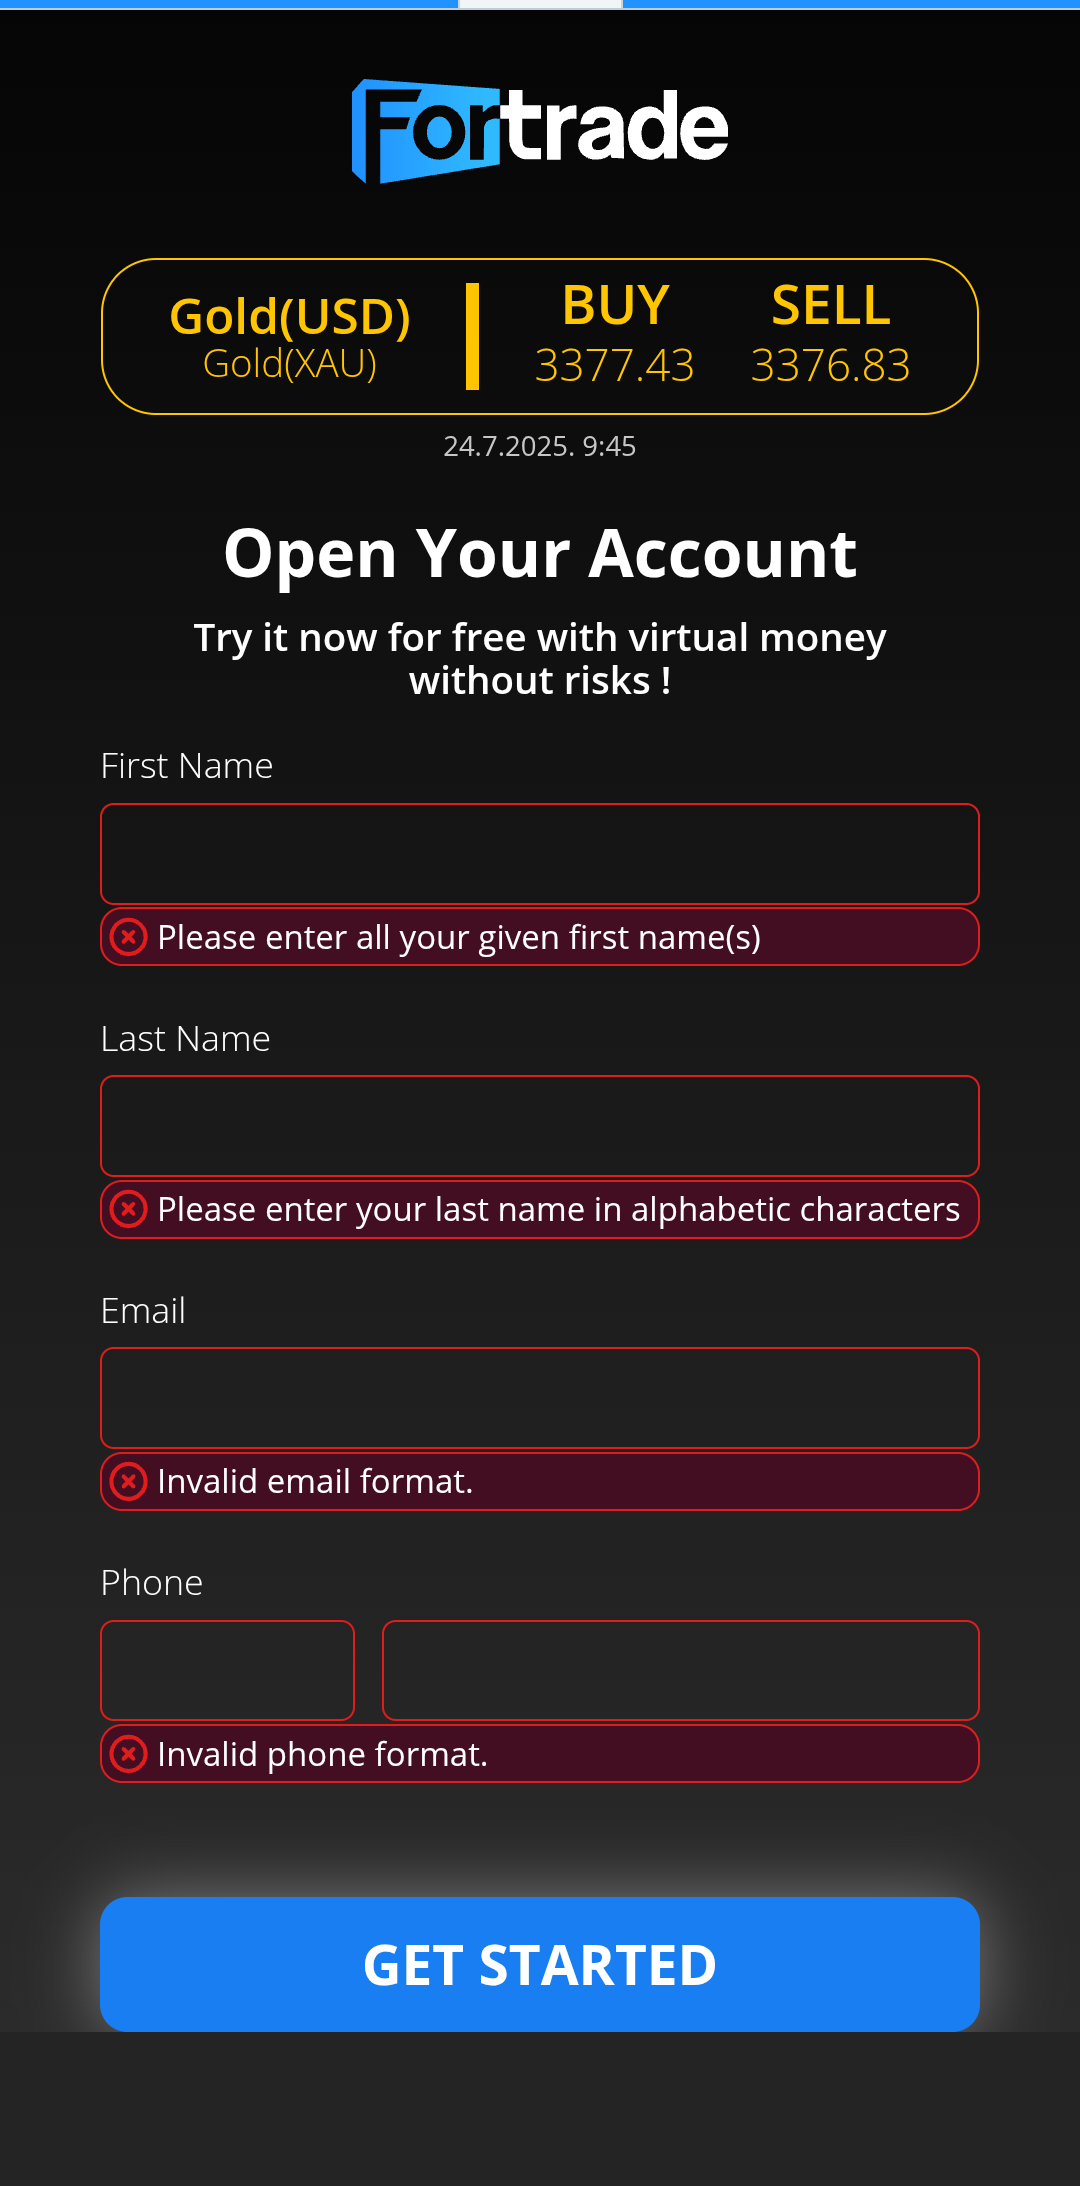 Fortrade
Gold(USD)
Gold(XAU)
BUY SELL
3377.43 3376.83
24.7.2025. 9:45
Open Your Account
Try it now for free with virtual money
without risks !
First Name
Please enter all your given first name(s)
Last Name
Please enter your last name in alphabetic characters
Email
Invalid email format.
Phone
Invalid phone format.
GET STARTED